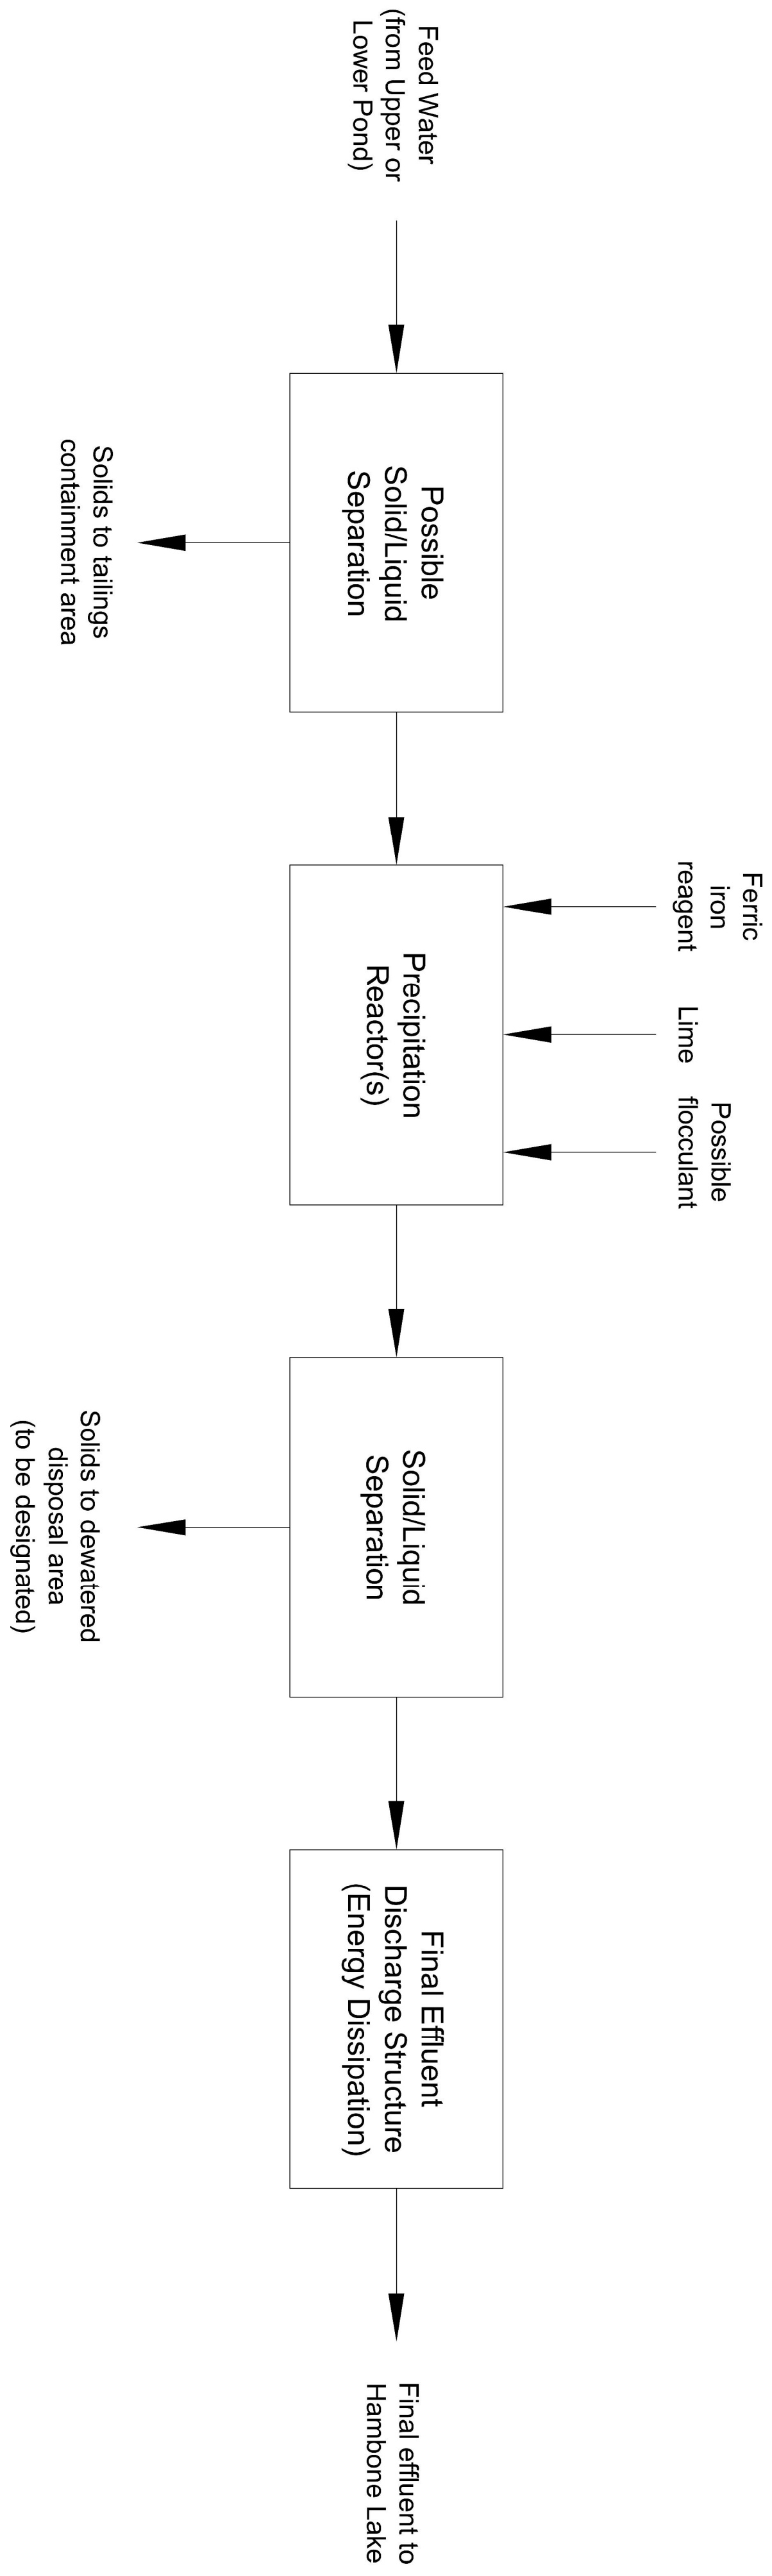 Feed Water
(from Upper or
Lower Pond)
Possible
Solid/Liquid
Separation
Solids to tailings
containment area
Ferric
iron
reagent
Lime
Possible
flocculant
Precipitation
Reactor(s)
Solid/Liquid
Separation
Solids to dewatered
disposal area
(to be designated)
Final Effluent
Discharge Structure
(Energy Dissipation)
Final effluent to
Hambone Lake